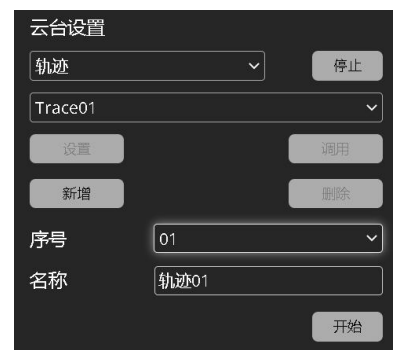 云台设置
轨迹 停止
Trace01
设置 调用
新增 删除
序号 01
名称 轨迹01
开始